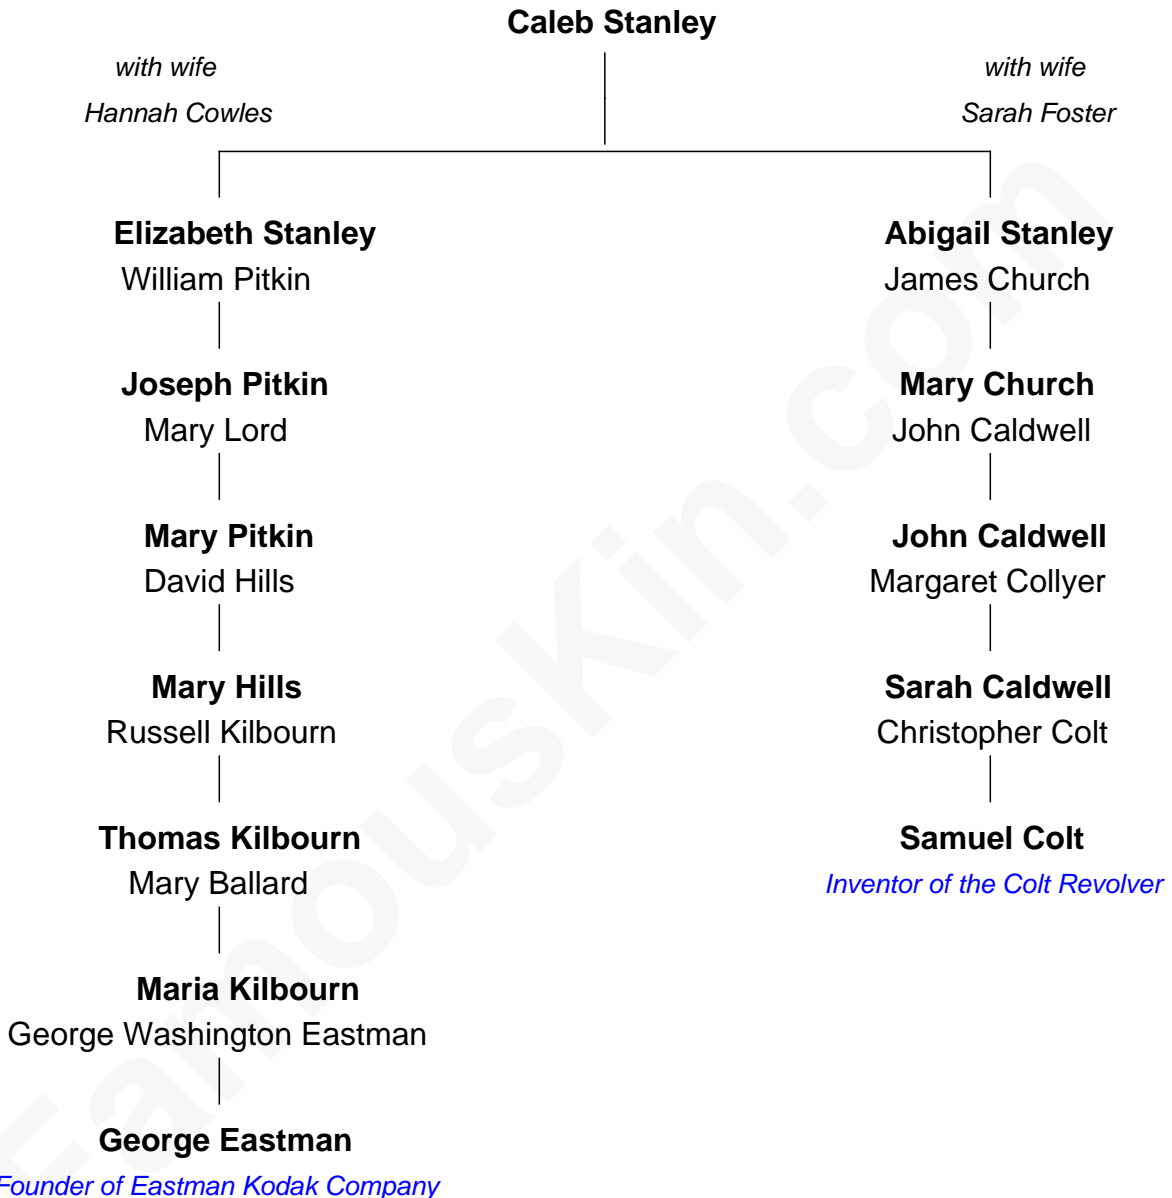 Caleb Stanley
with wife
Hannah Cowles
with wife
Sarah Foster
Elizabeth Stanley
William Pitkin
Abigail Stanley
James Church
Joseph Pitkin
Mary Lord
Mary Church
John Caldwell
Mary Pitkin
David Hills
John Caldwell
Margaret Collyer
Mary Hills
Russell Kilbourn
Sarah Caldwell
Christopher Colt
Thomas Kilbourn
Mary Ballard
Samuel Colt
Inventor of the Colt Revolver
Maria Kilbourn
George Washington Eastman
George Eastman
Founder of Eastman Kodak Company
FamousKin.com